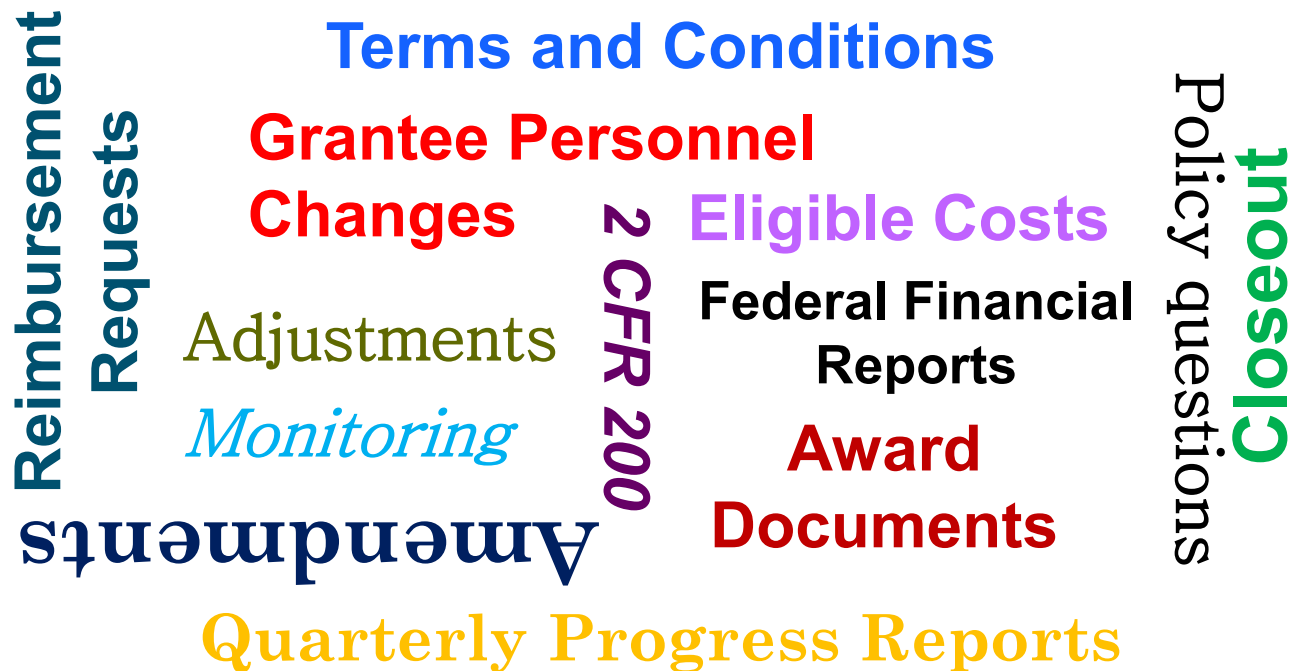 Terms and Conditions
Reimbursement
Requests
Grantee Personnel
Changes
2 CFR 200
Eligible Costs
Policy questions
Closeout
Federal Financial
Reports
Adjustments
Monitoring
Award
Documents
Amendments
Quarterly Progress Reports